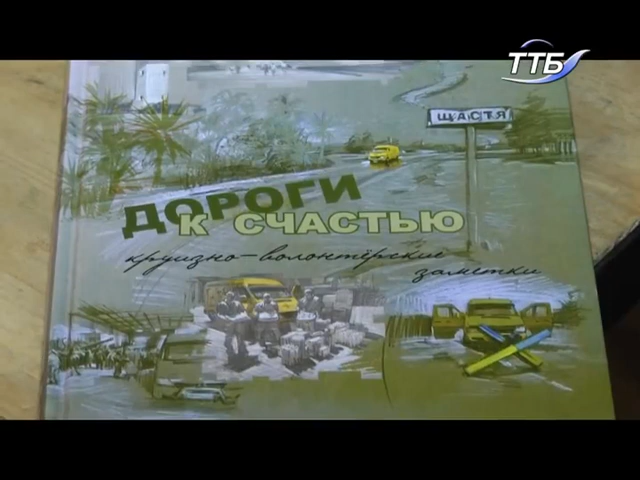 ТТБ
ЩАСТЯ
ДОРОГИ
К СЧАСТЬЮ
круизно-волонтёрские
заметки